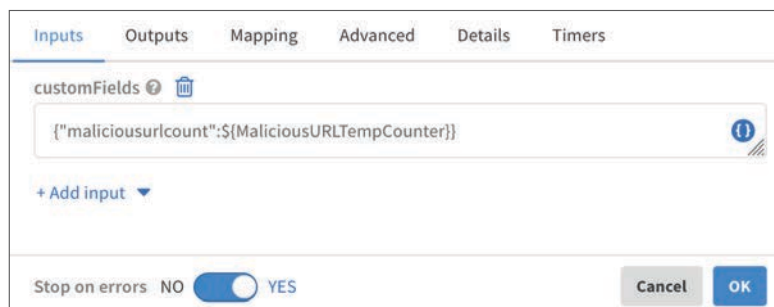 Inputs Outputs Mapping Advanced Details Timers
customFields
{"maliciousurlcount":${MaliciousURLTempCounter}}
+ Add input
Stop on errors NO YES Cancel OK